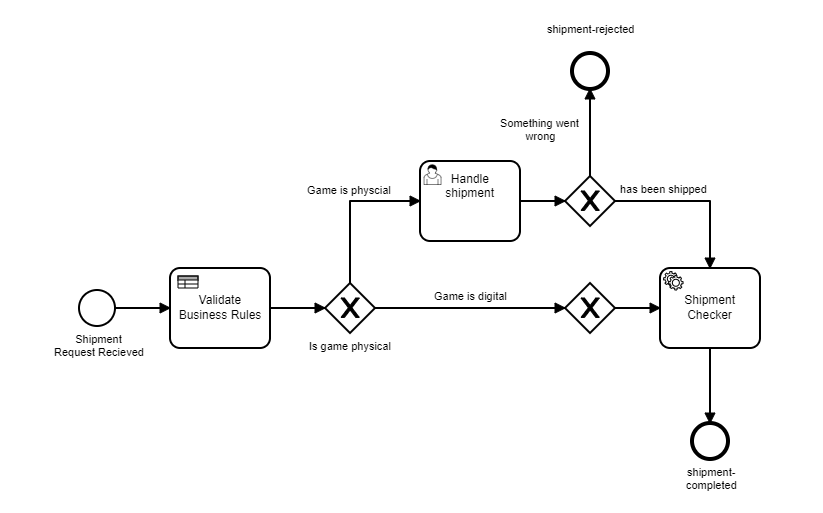 shipment-rejected
Something went
wrong
Handle
shipment
Game is physcial
has been shipped
Validate
Business Rules
Game is digital
Shipment
Checker
Shipment
Request Recieved
Is game physical
shipment-
completed